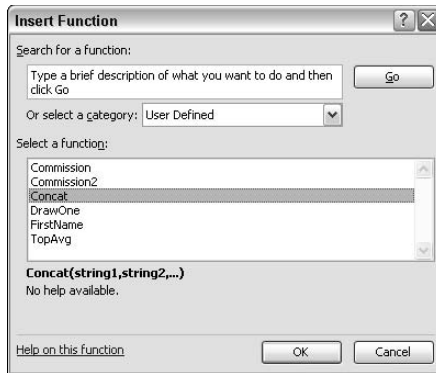 Insert Function
Search for a function:
Type a brief description of what you want to do and then
click Go
Go
Or select a category: User Defined
Select a function:
Commission
Commission2
Concat
DrawOne
FirstName
TopAvg
Concat(string1,string2,...)
No help available.
Help on this function
OK
Cancel